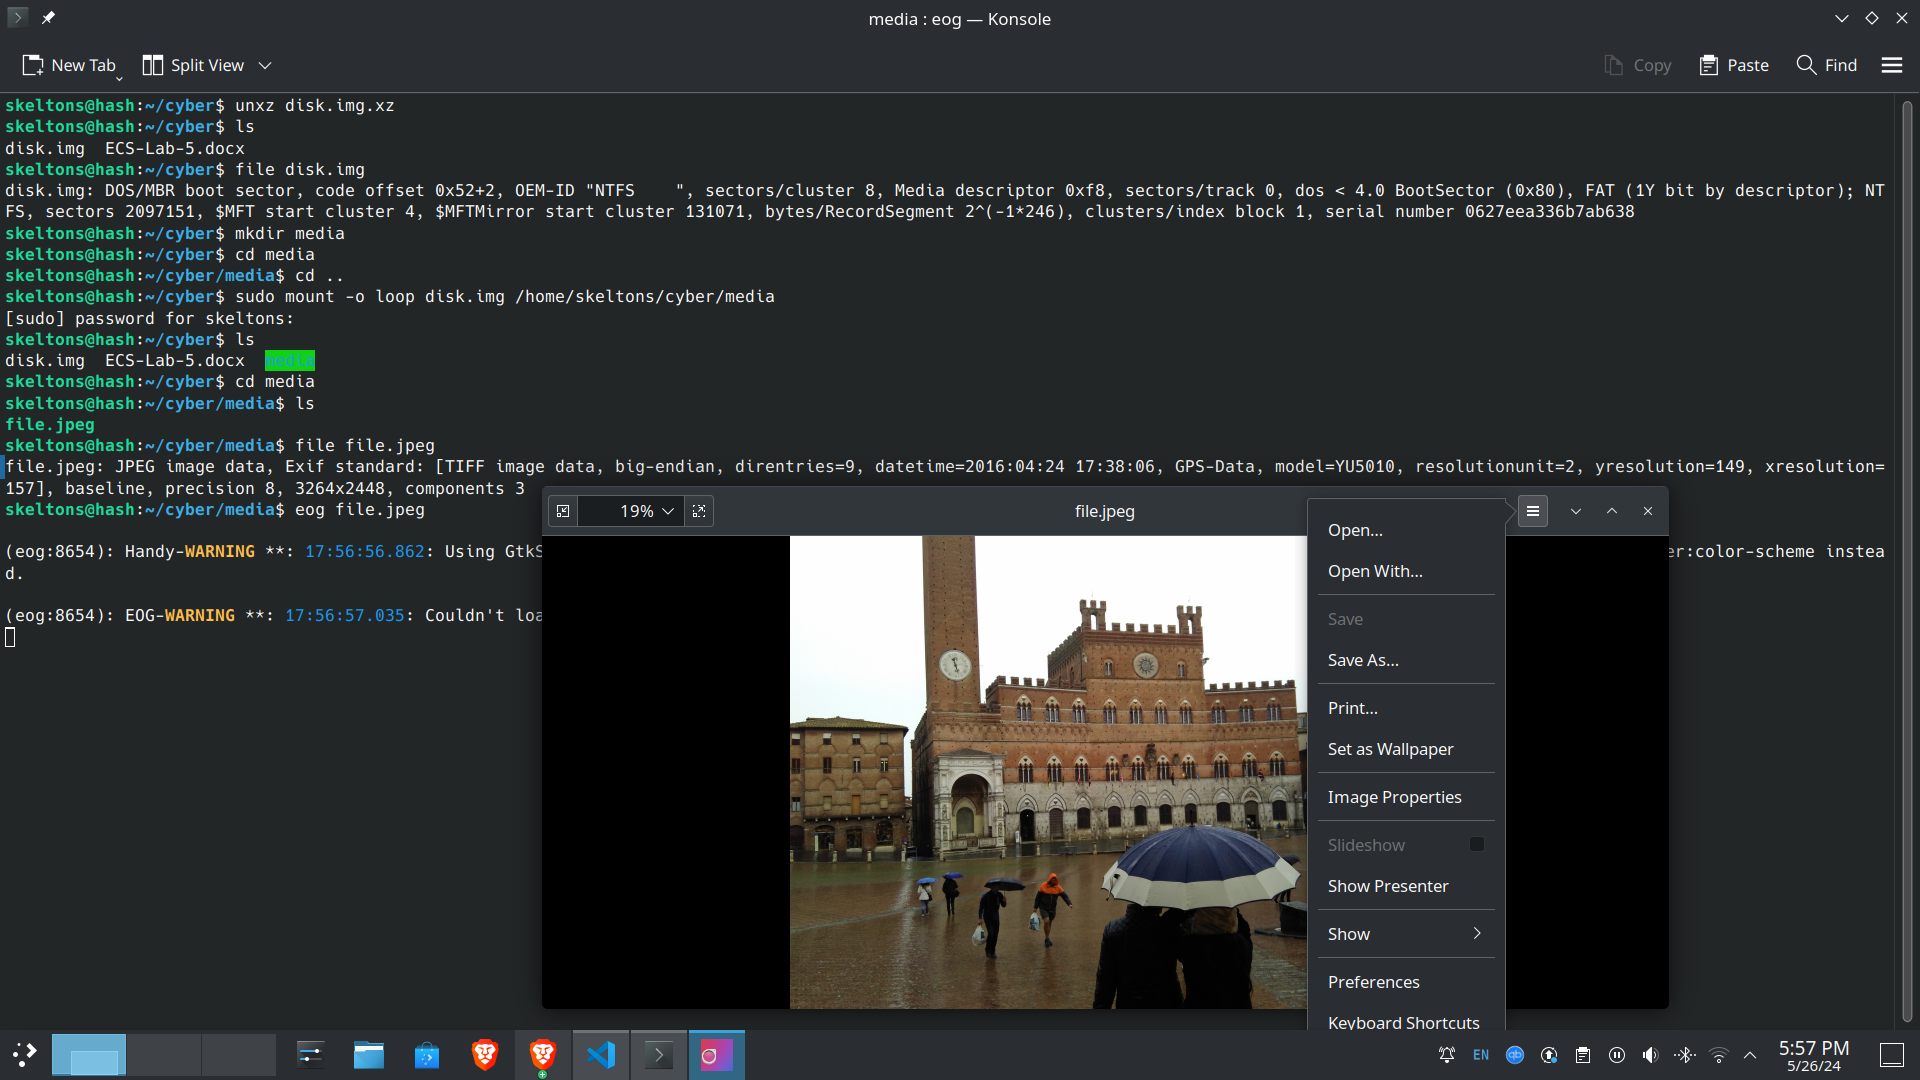 media : eog — Konsole
New Tab
Split View
Copy
Paste
Find
skeltons@hash:~/cyber$ unxz disk.img.xz
skeltons@hash:~/cyber$ ls
disk.img  ECS-Lab-5.docx
skeltons@hash:~/cyber$ file disk.img
disk.img: DOS/MBR boot sector, code offset 0x52+2, OEM-ID "NTFS    ", sectors/cluster 8, Media descriptor 0xf8, sectors/track 0, dos < 4.0 BootSector (0x80), FAT (1Y bit by descriptor); NT
FS, sectors 2097151, $MFT start cluster 4, $MFTMirror start cluster 131071, bytes/RecordSegment 2^(-1*246), clusters/index block 1, serial number 0627eea336b7ab638
skeltons@hash:~/cyber$ mkdir media
skeltons@hash:~/cyber$ cd media
skeltons@hash:~/cyber/media$ cd ..
skeltons@hash:~/cyber$ sudo mount -o loop disk.img /home/skeltons/cyber/media
[sudo] password for skeltons:
skeltons@hash:~/cyber$ ls
disk.img  ECS-Lab-5.docx  media
skeltons@hash:~/cyber$ cd media
skeltons@hash:~/cyber/media$ ls
file.jpeg
skeltons@hash:~/cyber/media$ file file.jpeg
file.jpeg: JPEG image data, Exif standard: [TIFF image data, big-endian, direntries=9, datetime=2016:04:24 17:38:06, GPS-Data, model=YU5010, resolutionunit=2, yresolution=149, xresolution=
157], baseline, precision 8, 3264x2448, components 3
skeltons@hash:~/cyber/media$ eog file.jpeg
(eog:8654): Handy-WARNING **: 17:56:56.862: Using GtkS
er:color-scheme instea
d.
(eog:8654): EOG-WARNING **: 17:56:57.035: Couldn't loa
19%
file.jpeg
Open...
Open With...
Save
Save As...
Print...
Set as Wallpaper
Image Properties
Slideshow
Show Presenter
Show
Preferences
Keyboard Shortcuts
EN
qb
5:57 PM
5/26/24